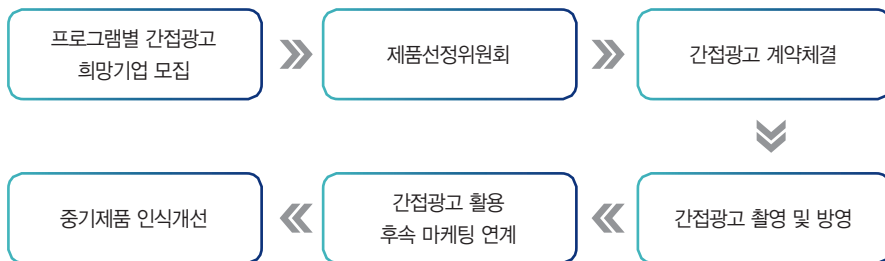 프로그램별 간접광고
희망기업 모집
제품선정위원회
간접광고 계약체결
간접광고 촬영 및 방영
간접광고 활용
후속 마케팅 연계
중기제품 인식개선